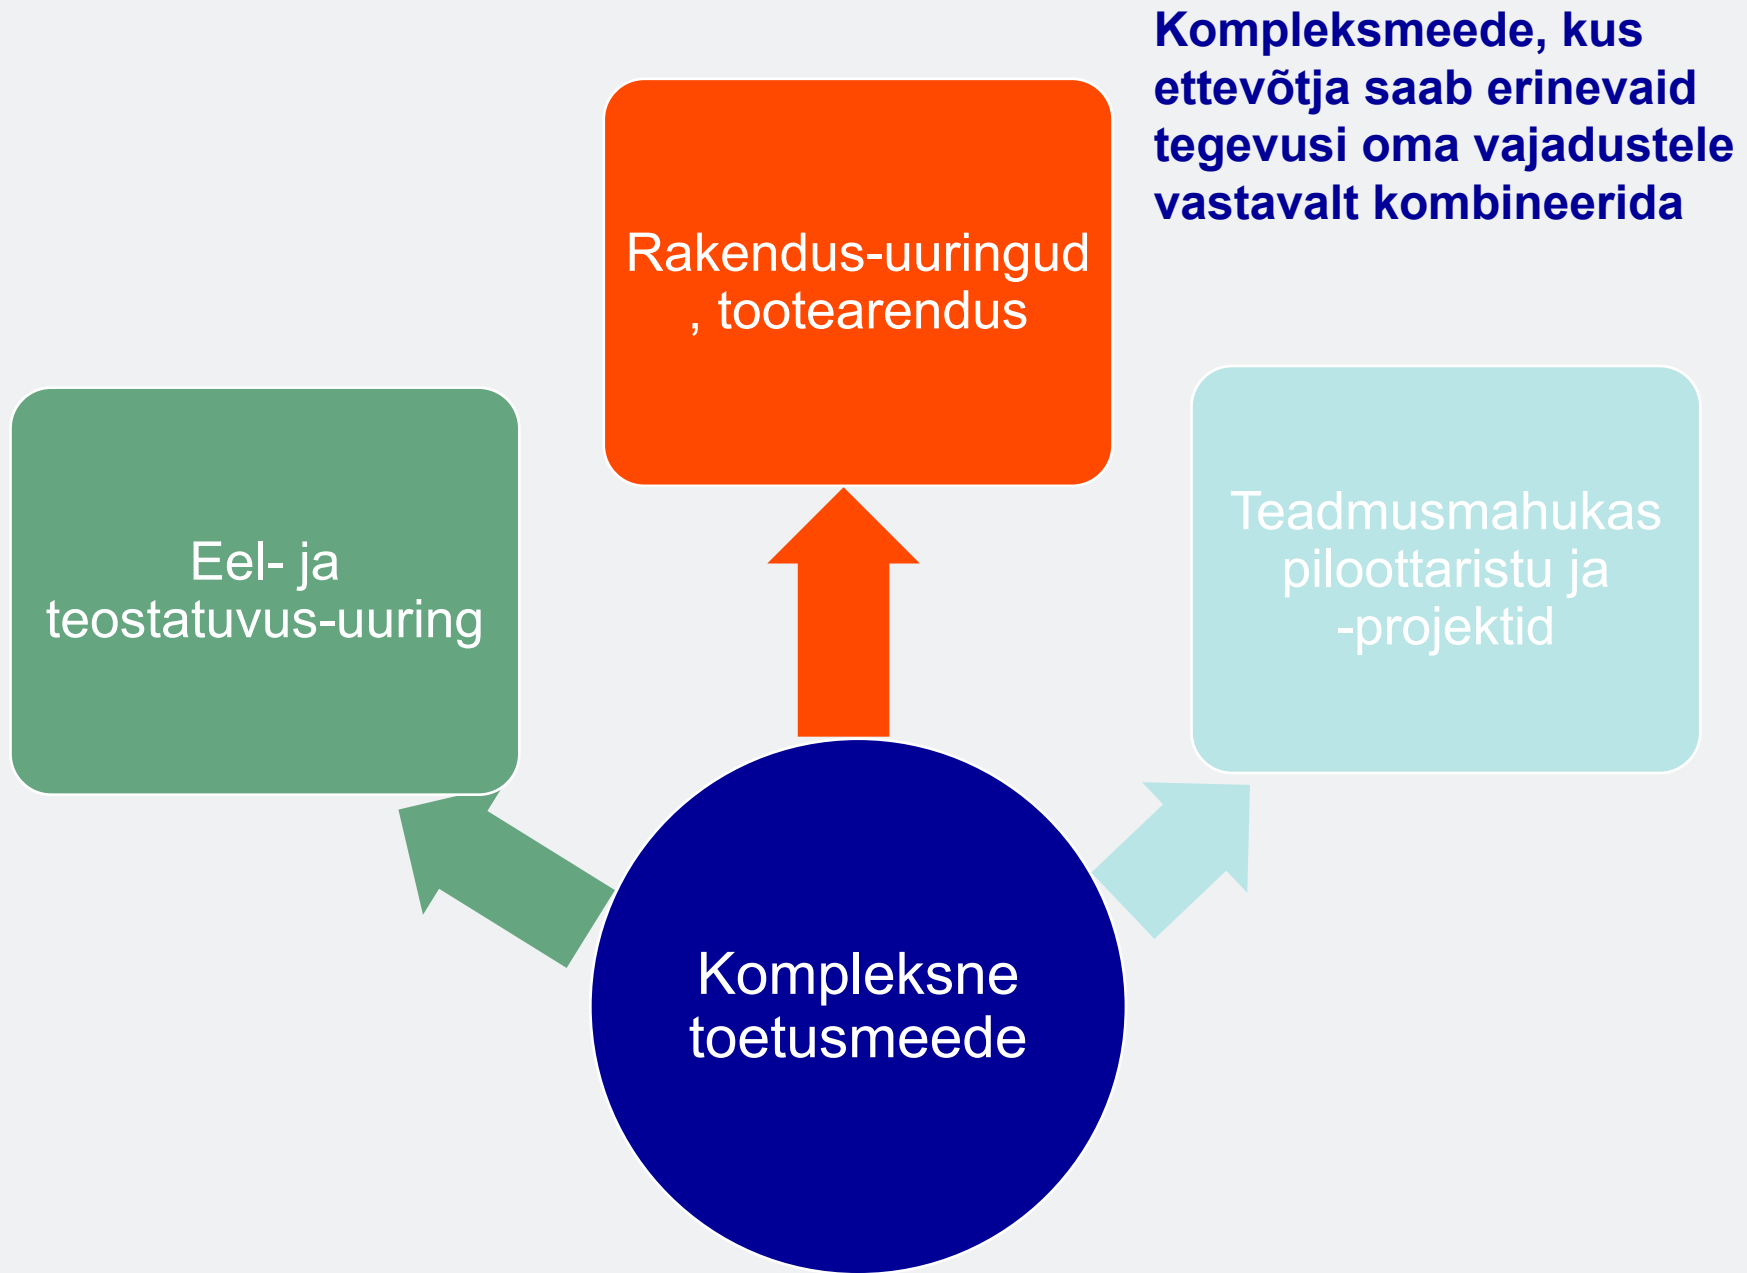 Kompleksmeede, kus
ettevõtja saab erinevaid
tegevusi oma vajadustele
vastavalt kombineerida
Rakendus-uuringud
, tootearendus
Eel- ja
teostatuvus-uuring
Teadmusmahukas
piloottaristu ja
-projektid
Kompleksne
toetusmeede